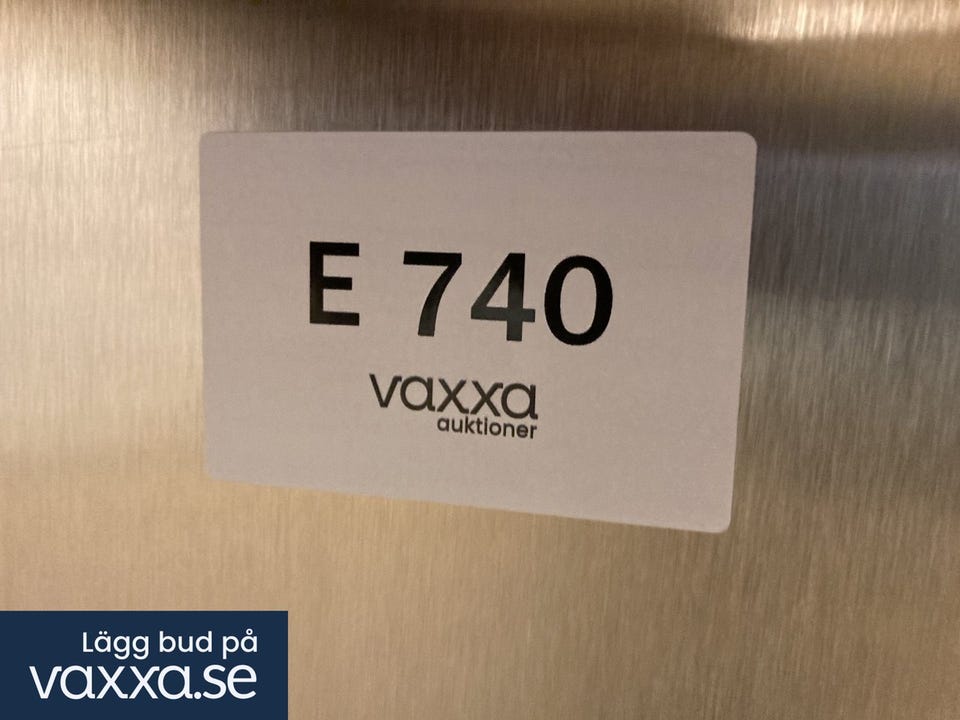 E 740
vaxxa
auktioner
Lägg bud på
vaxxa.se